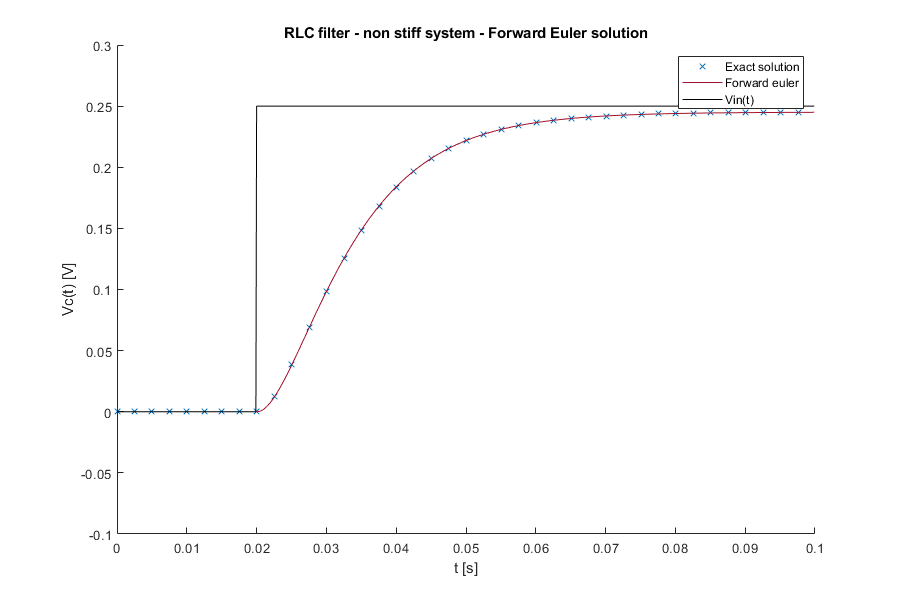 RLC filter - non stiff system - Forward Euler solution
Exact solution
Forward euler
Vin(t)
0.3
0.25
0.2
0.15
0.1
0.05
0
-0.05
-0.1
Vc(t) [V]
0 0.01 0.02 0.03 0.04 0.05 0.06 0.07 0.08 0.09 0.1
t [s]